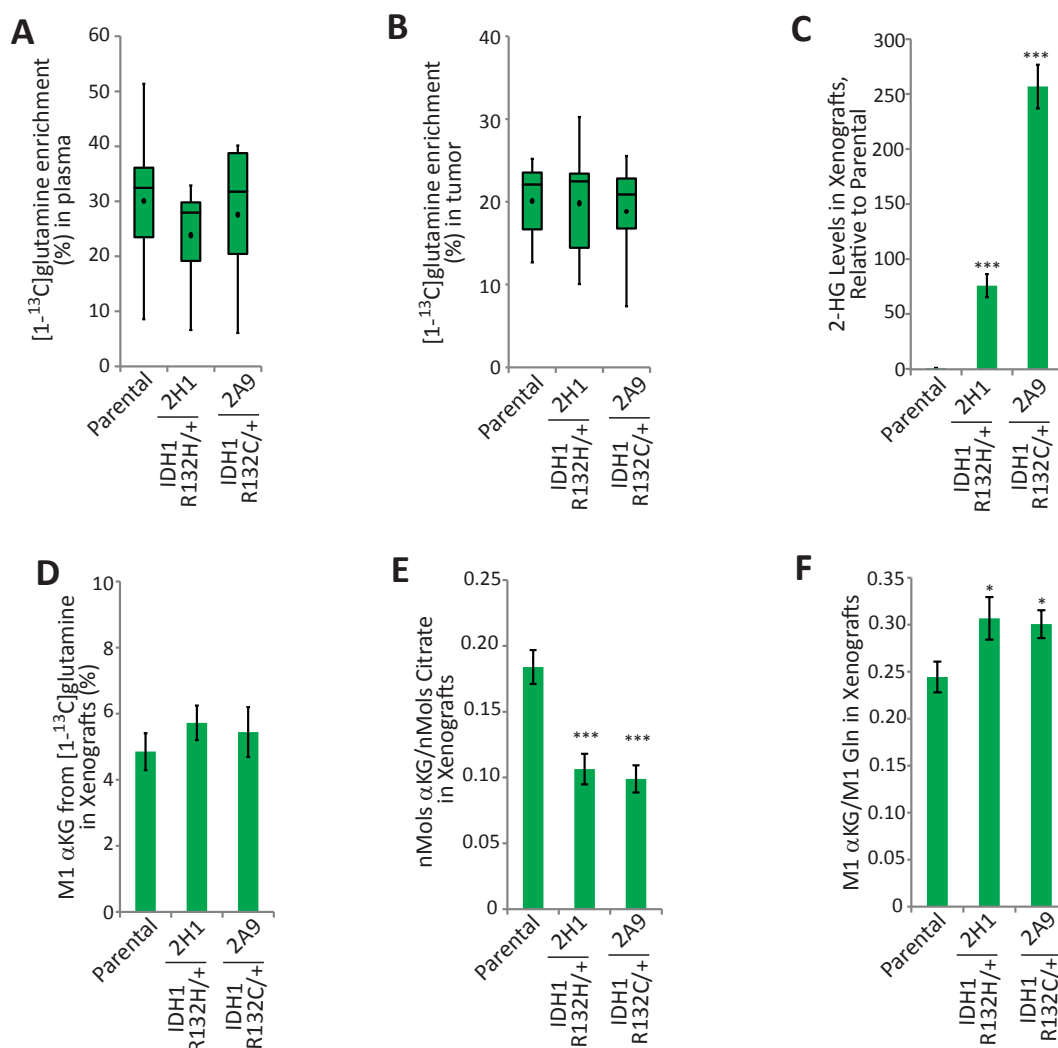 A
[1-¹³C]glutamine enrichment
(%) in plasma
60
50
40
30
20
10
0
Parental
2H1
2A9
IDH1
R132H/+
IDH1
R132C/+
B
[1-¹³C]glutamine enrichment
(%) in tumor
40
30
20
10
0
Parental
2H1
2A9
IDH1
R132H/+
IDH1
R132C/+
C
2-HG Levels in Xenografts,
Relative to Parental
300
250
200
150
100
50
0
***
***
Parental
2H1
2A9
IDH1
R132H/+
IDH1
R132C/+
D
M1 αKG from [1-¹³C]glutamine
in Xenografts (%)
10
8
6
4
2
0
Parental
2H1
2A9
IDH1
R132H/+
IDH1
R132C/+
E
nMols αKG/nMols Citrate
in Xenografts
0.25
0.20
0.15
0.10
0.05
0
***
***
Parental
2H1
2A9
IDH1
R132H/+
IDH1
R132C/+
F
M1 αKG/M1 Gln in Xenografts
0.35
0.30
0.25
0.20
0.15
0.10
0.05
0.00
*
*
Parental
2H1
2A9
IDH1
R132H/+
IDH1
R132C/+